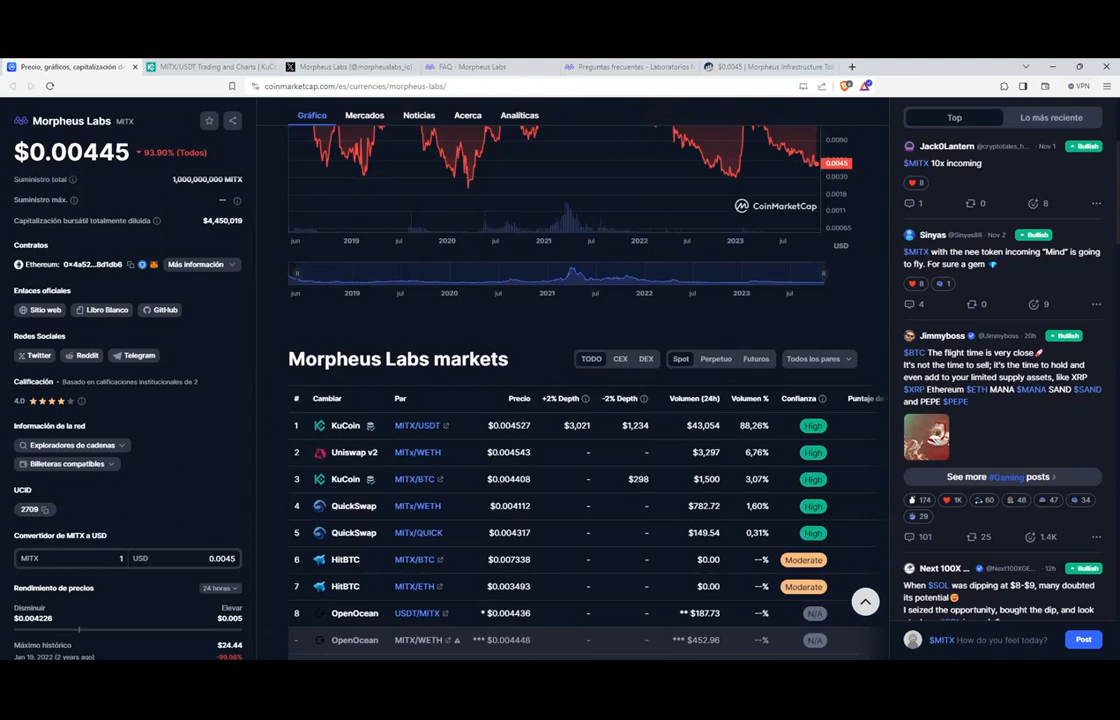 Precio, gráficos, capitalización d
MITX/USDT Trading and Charts | KuC
Morpheus Labs (@morpheuslabs_io)
FAQ - Morpheus Labs
Preguntas frecuentes - Laboratorios M
$0.0045 | Morpheus Infrastructure To
coinmarketcap.com/es/currencies/morpheus-labs/
VPN
Morpheus Labs MITX
$0.00445 93.90% (Todos)
Suministro total 1,000,000,000 MITX
Suministro máx. --
Capitalización bursátil totalmente diluida $4,450,019
Contratos
Ethereum: 0x4a52...8d1db6 Más información
Enlaces oficiales
Sitio web Libro Blanco GitHub
Redes Sociales
Twitter Reddit Telegram
Calificación · Basado en calificaciones institucionales de 2
4.0
Información de la red
Exploradores de cadenas
Billeteras compatibles
UCID
2709
Convertidor de MITX a USD
MITX 1 USD 0.0045
Rendimiento de precios 24 horas
Disminuir Elevar
$0.004226 $0.005
Máximo histórico $24.44
Jan 19, 2022 (2 years ago) -99.98%
Gráfico Mercados Noticias Acerca Analíticas
0.0090
0.0045
0.0030
0.0018
0.0011
0.00065
CoinMarketCap
jun 2019 jul 2020 jul 2021 jul 2022 jul 2023 jul USD
jun 2019 jul 2020 jul 2021 jul 2022 jul 2023 jul
Morpheus Labs markets
TODO CEX DEX Spot Perpetuo Futuros Todos los pares
# Cambiar Par Precio +2% Depth -2% Depth Volumen (24h) Volumen % Confianza Puntaje de
1 KuCoin MITX/USDT $0.004527 $3,021 $1,234 $43,054 88,26% High
2 Uniswap v2 MITx/WETH $0.004543 - - $3,297 6,76% High
3 KuCoin MITX/BTC $0.004408 - $298 $1,500 3,07% High
4 QuickSwap MITx/WETH $0.004112 - - $782.72 1,60% High
5 QuickSwap MITx/QUICK $0.004317 - - $149.54 0,31% High
6 HitBTC MITX/BTC $0.007338 - - $0.00 --% Moderate
7 HitBTC MITX/ETH $0.003493 - - $0.00 --% Moderate
8 OpenOcean USDT/MITX * $0.004436 - - ** $187.73 --% N/A
- OpenOcean MITX/WETH *** $0.004448 - - *** $452.96 --% N/A
Top Lo más reciente
Jack0Lantern @cryptotales_h... · Nov 1 Bullish
$MITX 10x incoming
8
1 0 8
Sinyas @Sinyas88 · Nov 2 Bullish
$MITX with the nee token incoming "Mind" is going
to fly. For sure a gem
8 1
4 0 9
Jimmyboss @Jimmyboss · 20h Bullish
$BTC The flight time is very close
It's not the time to sell; it's the time to hold and
even add to your limited supply assets, like XRP
$XRP Ethereum $ETH MANA $MANA SAND $SAND
and PEPE $PEPE
See more #Gaming posts
174 1K 60 48 47 34
29
101 25 1.4K
Next 100X ... @Next100XGE... · 12h Bullish
When $SOL was dipping at $8-$9, many doubted
its potential
I seized the opportunity, bought the dip, and look
$MITX How do you feel today? Post